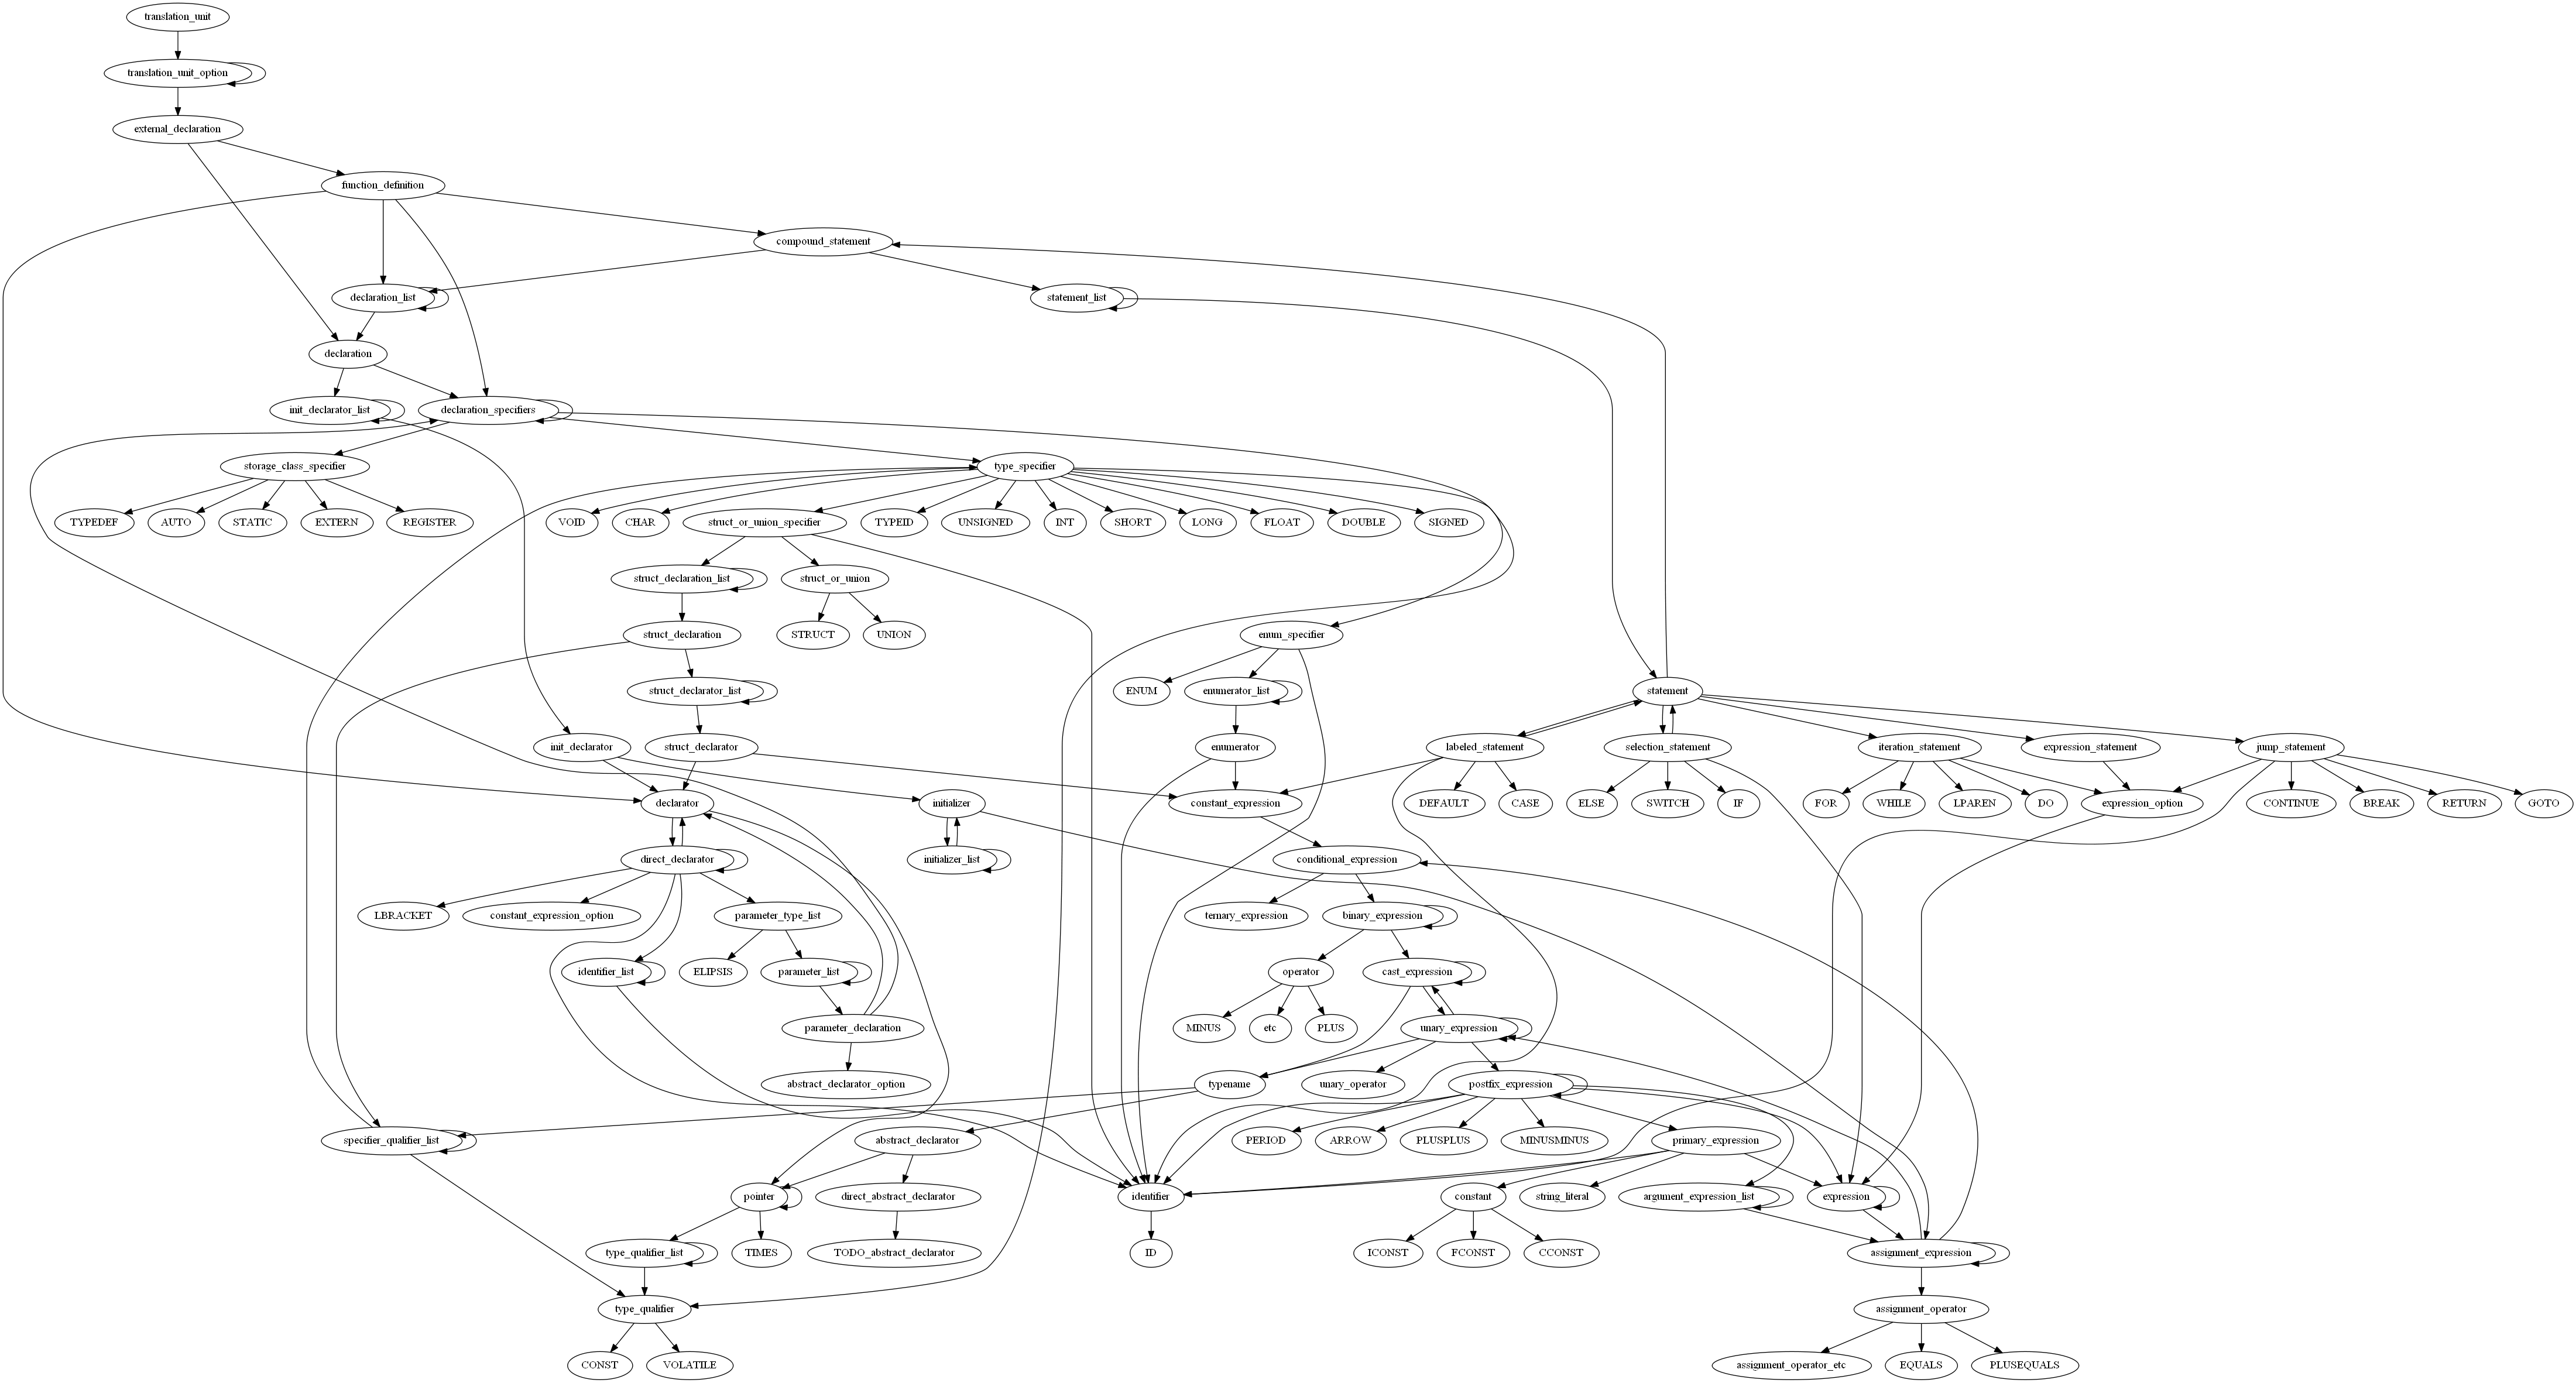 translation_unit
translation_unit_option
external_declaration
function_definition
compound_statement
declaration_list
statement_list
declaration
init_declarator_list
declaration_specifiers
storage_class_specifier
type_specifier
TYPEDEF
AUTO
STATIC
EXTERN
REGISTER
VOID
CHAR
struct_or_union_specifier
TYPEID
UNSIGNED
INT
SHORT
LONG
FLOAT
DOUBLE
SIGNED
struct_declaration_list
struct_or_union
struct_declaration
STRUCT
UNION
enum_specifier
struct_declarator_list
ENUM
enumerator_list
statement
init_declarator
struct_declarator
enumerator
labeled_statement
selection_statement
iteration_statement
expression_statement
jump_statement
declarator
initializer
constant_expression
DEFAULT
CASE
ELSE
SWITCH
IF
FOR
WHILE
LPAREN
DO
expression_option
CONTINUE
BREAK
RETURN
GOTO
direct_declarator
initializer_list
conditional_expression
LBRACKET
constant_expression_option
parameter_type_list
ternary_expression
binary_expression
identifier_list
ELIPSIS
parameter_list
operator
cast_expression
parameter_declaration
MINUS
etc
PLUS
unary_expression
abstract_declarator_option
typename
unary_operator
postfix_expression
specifier_qualifier_list
abstract_declarator
PERIOD
ARROW
PLUSPLUS
MINUSMINUS
primary_expression
pointer
direct_abstract_declarator
identifier
constant
string_literal
argument_expression_list
expression
type_qualifier_list
TIMES
TODO_abstract_declarator
ID
ICONST
FCONST
CCONST
assignment_expression
type_qualifier
assignment_operator
CONST
VOLATILE
assignment_operator_etc
EQUALS
PLUSEQUALS